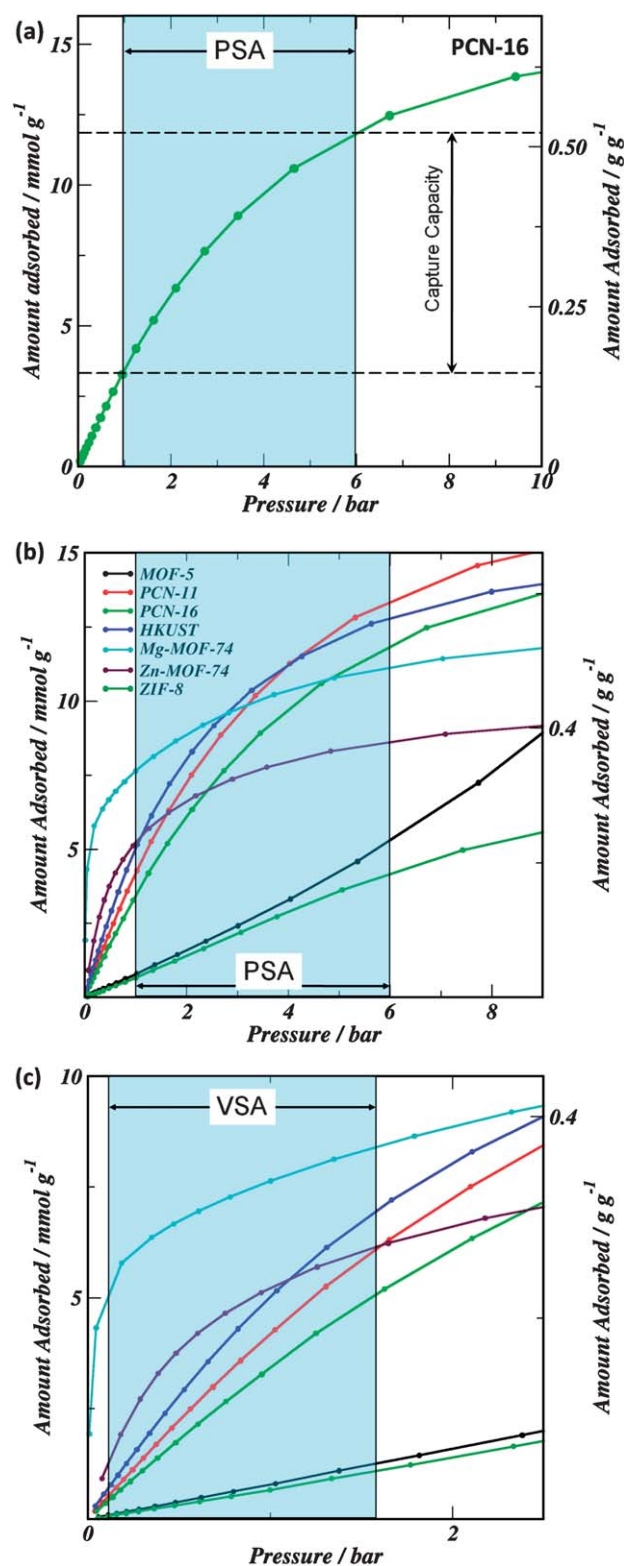 (a)
PSA
PCN-16
Amount adsorbed / mmol g⁻¹
15
10
5
0
Capture Capacity
0.50
0.25
0
Amount Adsorbed / g g⁻¹
0 2 4 6 8 10
Pressure / bar
(b)
Amount Adsorbed / mmol g⁻¹
15
10
5
MOF-5
PCN-11
PCN-16
HKUST
Mg-MOF-74
Zn-MOF-74
ZIF-8
0.4
Amount Adsorbed / g g⁻¹
PSA
0 2 4 6 8
Pressure / bar
(c)
Amount Adsorbed / mmol g⁻¹
10
5
VSA
0.4
Amount Adsorbed / g g⁻¹
0 2
Pressure / bar